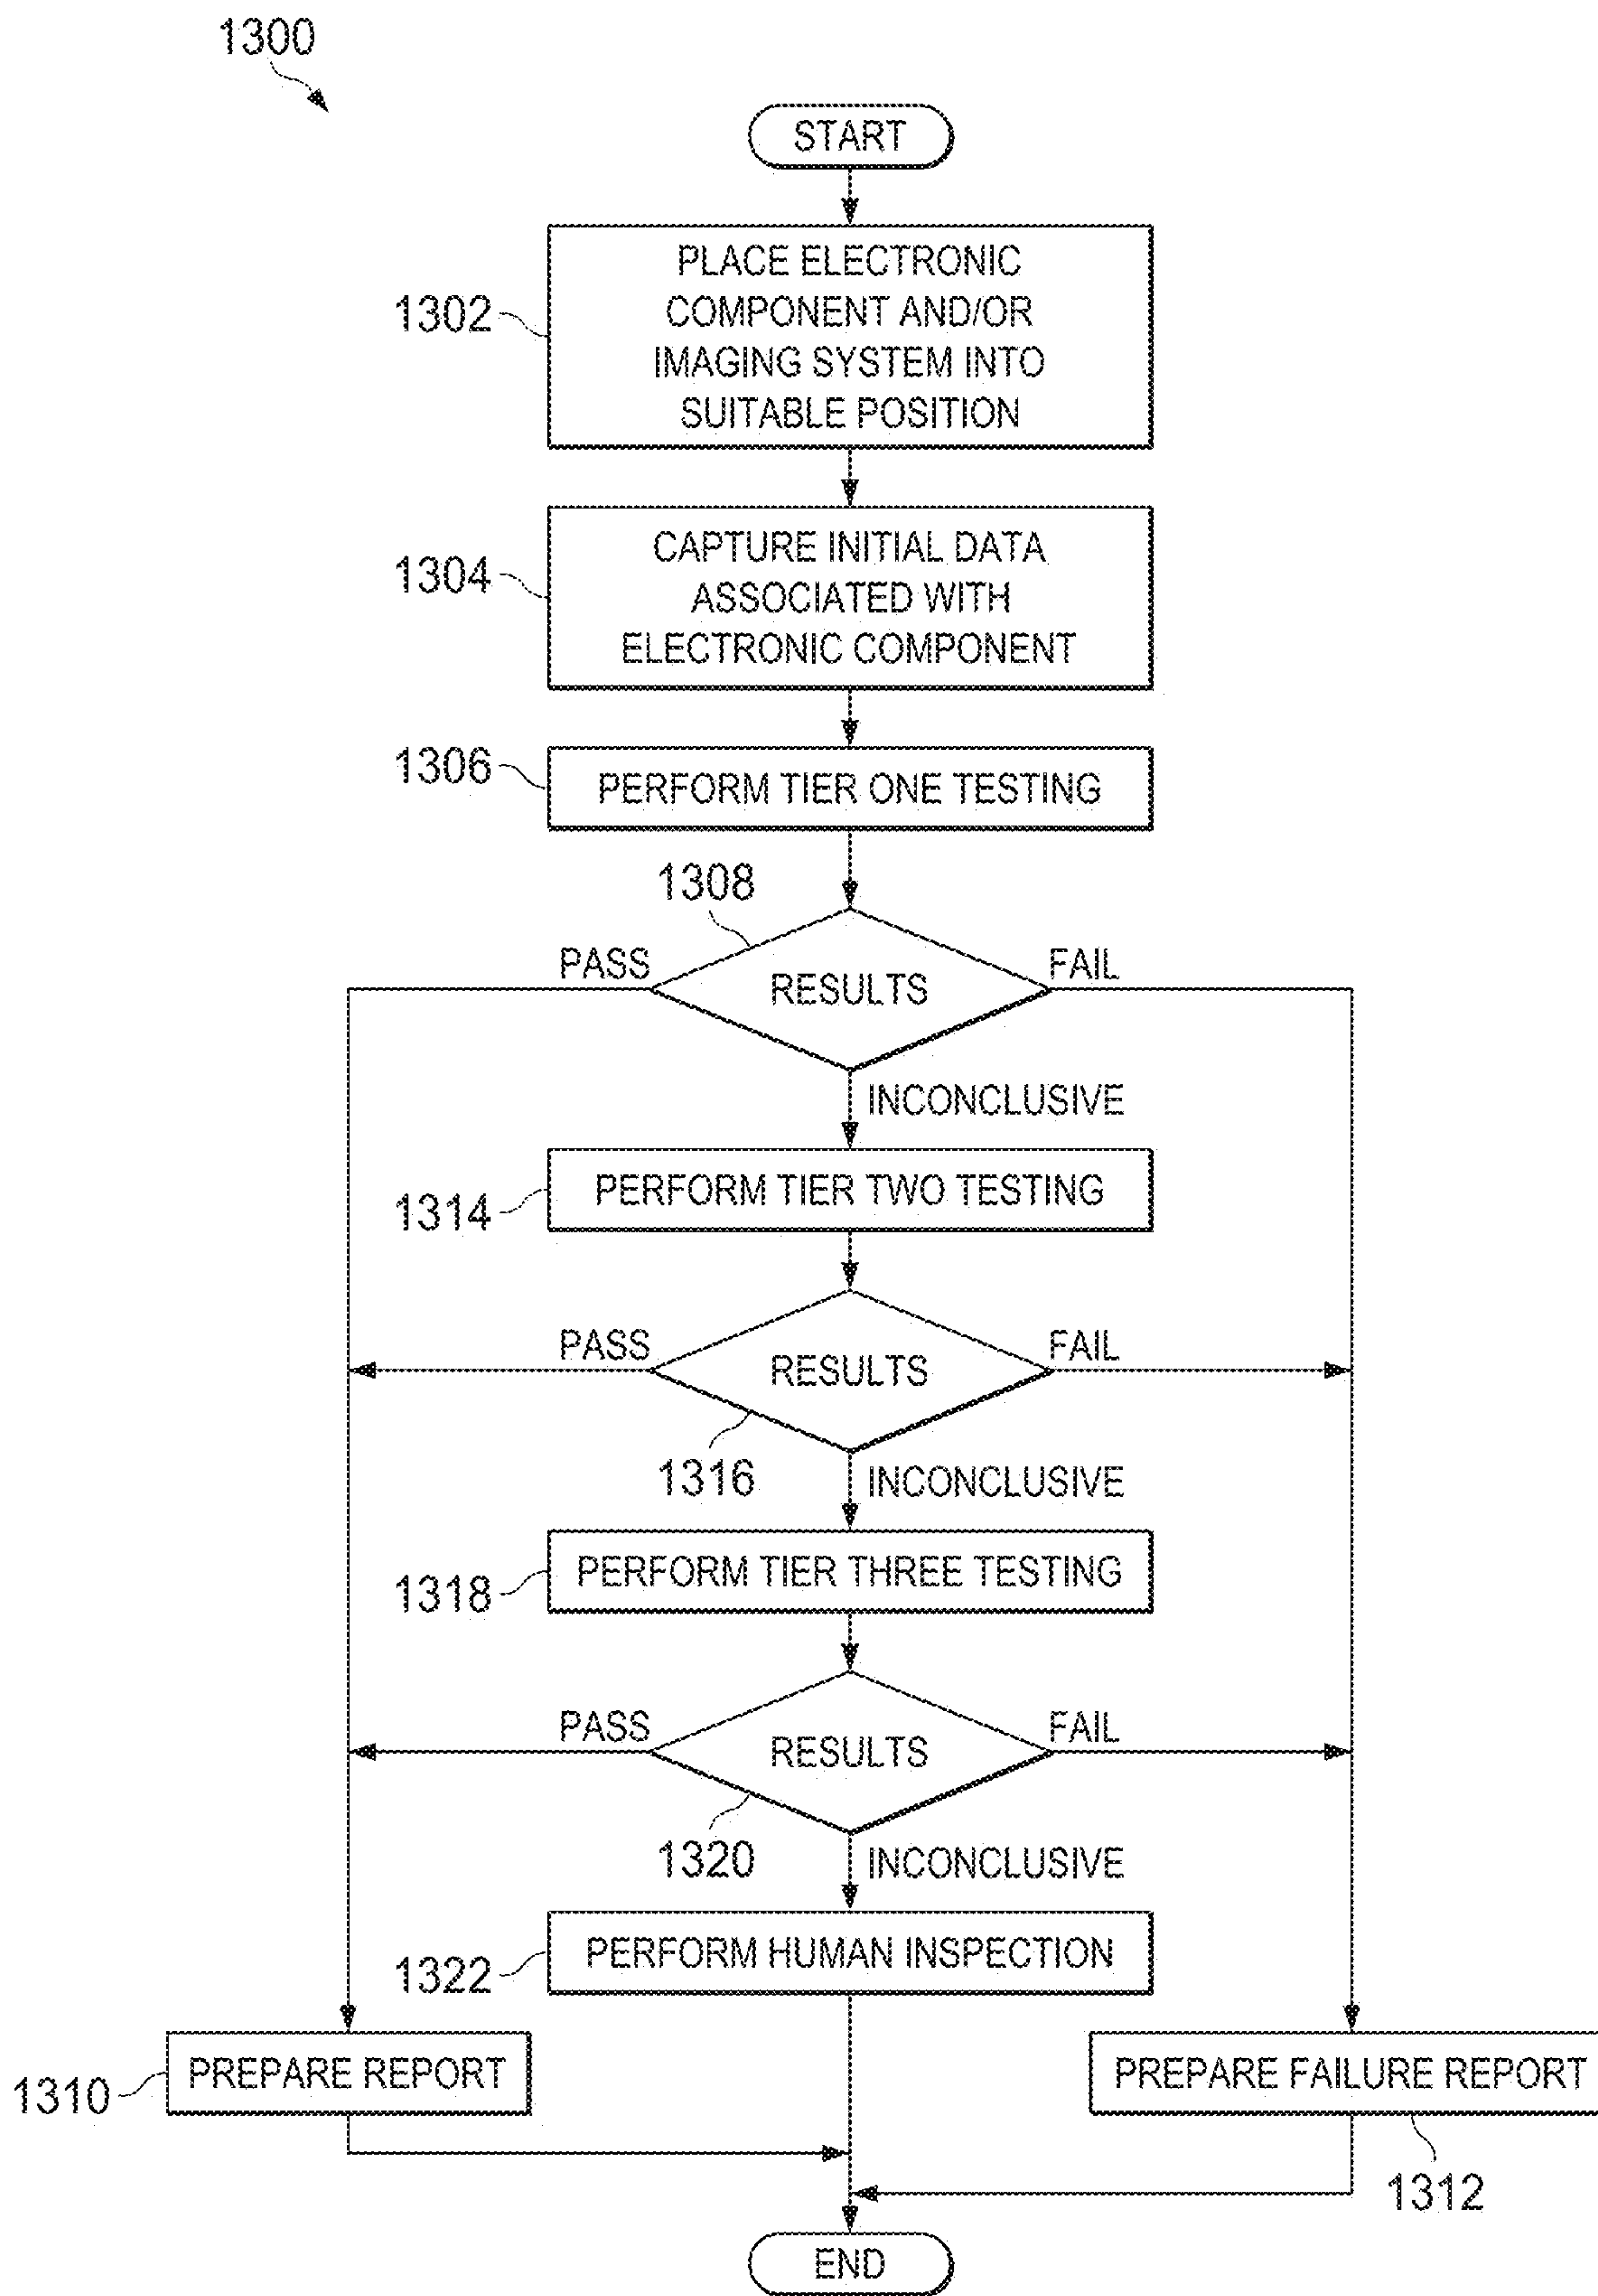 1300
START
PLACE ELECTRONIC
COMPONENT AND/OR
IMAGING SYSTEM INTO
SUITABLE POSITION
1302
CAPTURE INITIAL DATA
ASSOCIATED WITH
ELECTRONIC COMPONENT
1304
1306
PERFORM TIER ONE TESTING
1308
PASS
RESULTS
FAIL
INCONCLUSIVE
PERFORM TIER TWO TESTING
1314
PASS
RESULTS
FAIL
1316
INCONCLUSIVE
PERFORM TIER THREE TESTING
1318
PASS
RESULTS
FAIL
1320
INCONCLUSIVE
PERFORM HUMAN INSPECTION
1322
PREPARE REPORT
1310
PREPARE FAILURE REPORT
1312
END